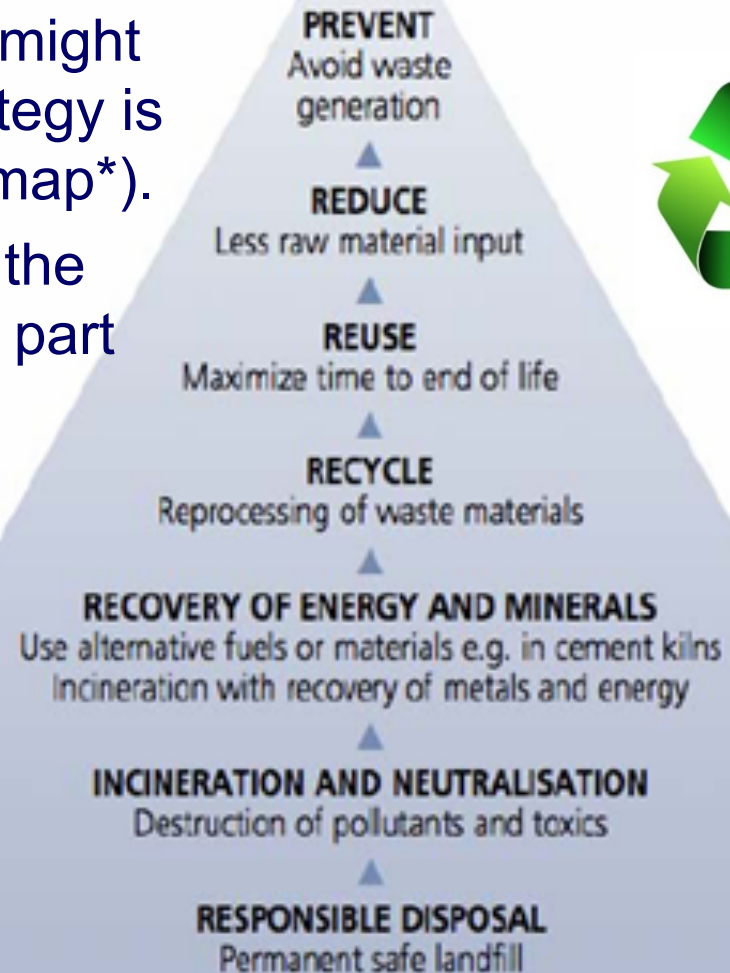 might
tegy is
map*).
the
part
PREVENT
Avoid waste
generation
REDUCE
Less raw material input
REUSE
Maximize time to end of life
RECYCLE
Reprocessing of waste materials
RECOVERY OF ENERGY AND MINERALS
Use alternative fuels or materials e.g. in cement kilns
Incineration with recovery of metals and energy
INCINERATION AND NEUTRALISATION
Destruction of pollutants and toxics
RESPONSIBLE DISPOSAL
Permanent safe landfill